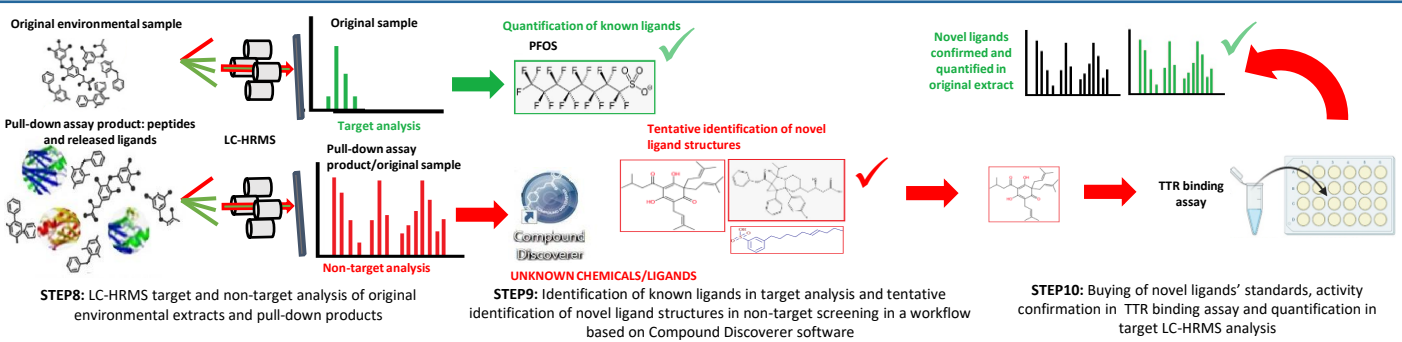 Original environmental sample
Original sample
Target analysis
Pull-down assay product: peptides
and released ligands
LC-HRMS
Pull-down assay
product/original sample
Non-target analysis
STEP8: LC-HRMS target and non-target analysis of original
environmental extracts and pull-down products
Quantification of known ligands
PFOS
F F F F F F F F O
F S O
F F F F F F F F O⊖
Tentative identification of novel
ligand structures
Compound
Discoverer
UNKNOWN CHEMICALS/LIGANDS
STEP9: Identification of known ligands in target analysis and tentative
identification of novel ligand structures in non-target screening in a workflow
based on Compound Discoverer software
Novel ligands
confirmed and
quantified in
original extract
TTR binding
assay
STEP10: Buying of novel ligands’ standards, activity
confirmation in TTR binding assay and quantification in
target LC-HRMS analysis